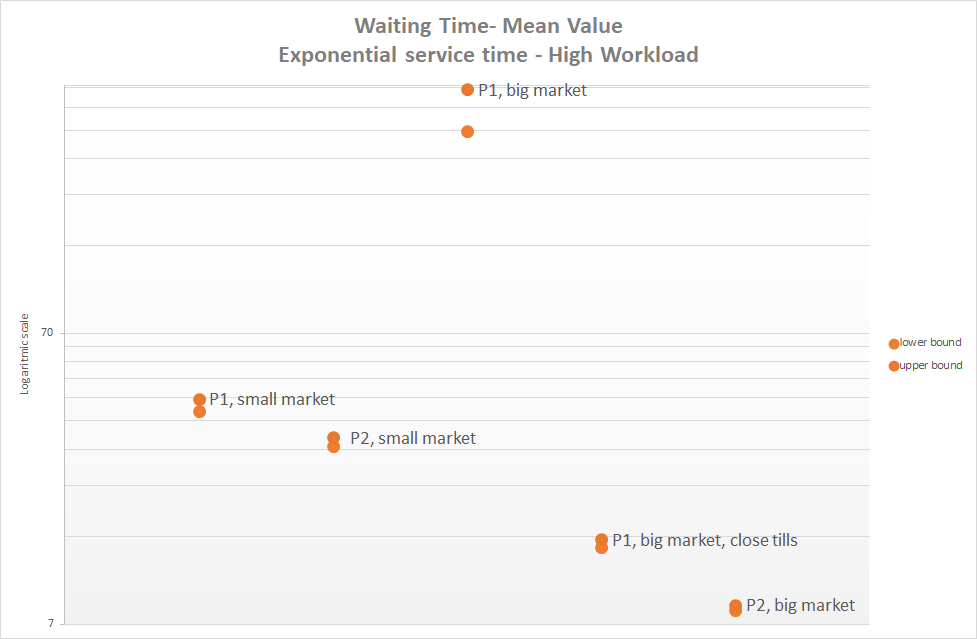 Waiting Time- Mean Value
Exponential service time - High Workload
P1, big market
70
Logaritmic scale
lower bound
upper bound
P1, small market
P2, small market
P1, big market, close tills
P2, big market
7